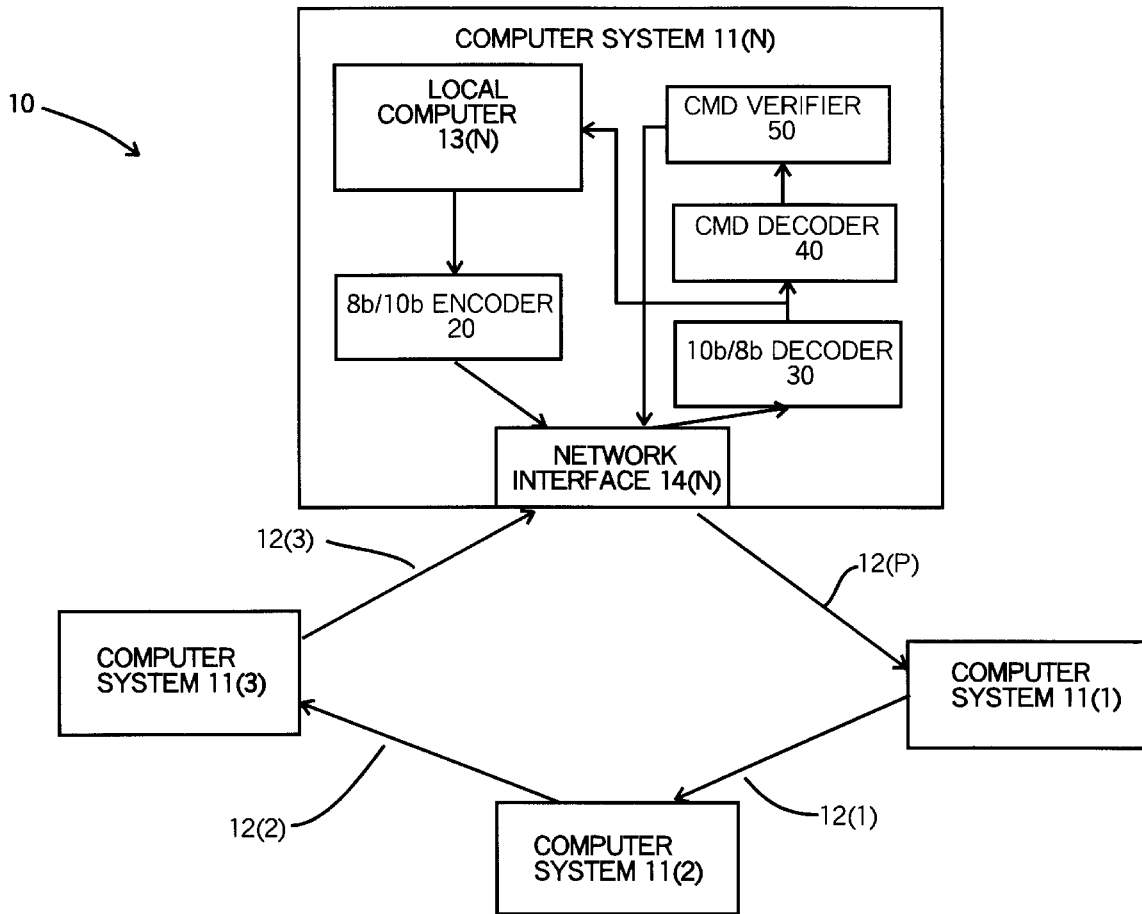 COMPUTER SYSTEM 11(N)
10
LOCAL
COMPUTER
13(N)
CMD VERIFIER
50
CMD DECODER
40
8b/10b ENCODER
20
10b/8b DECODER
30
NETWORK
INTERFACE 14(N)
12(3)
12(P)
COMPUTER
SYSTEM 11(3)
COMPUTER
SYSTEM 11(1)
12(2)
12(1)
COMPUTER
SYSTEM 11(2)